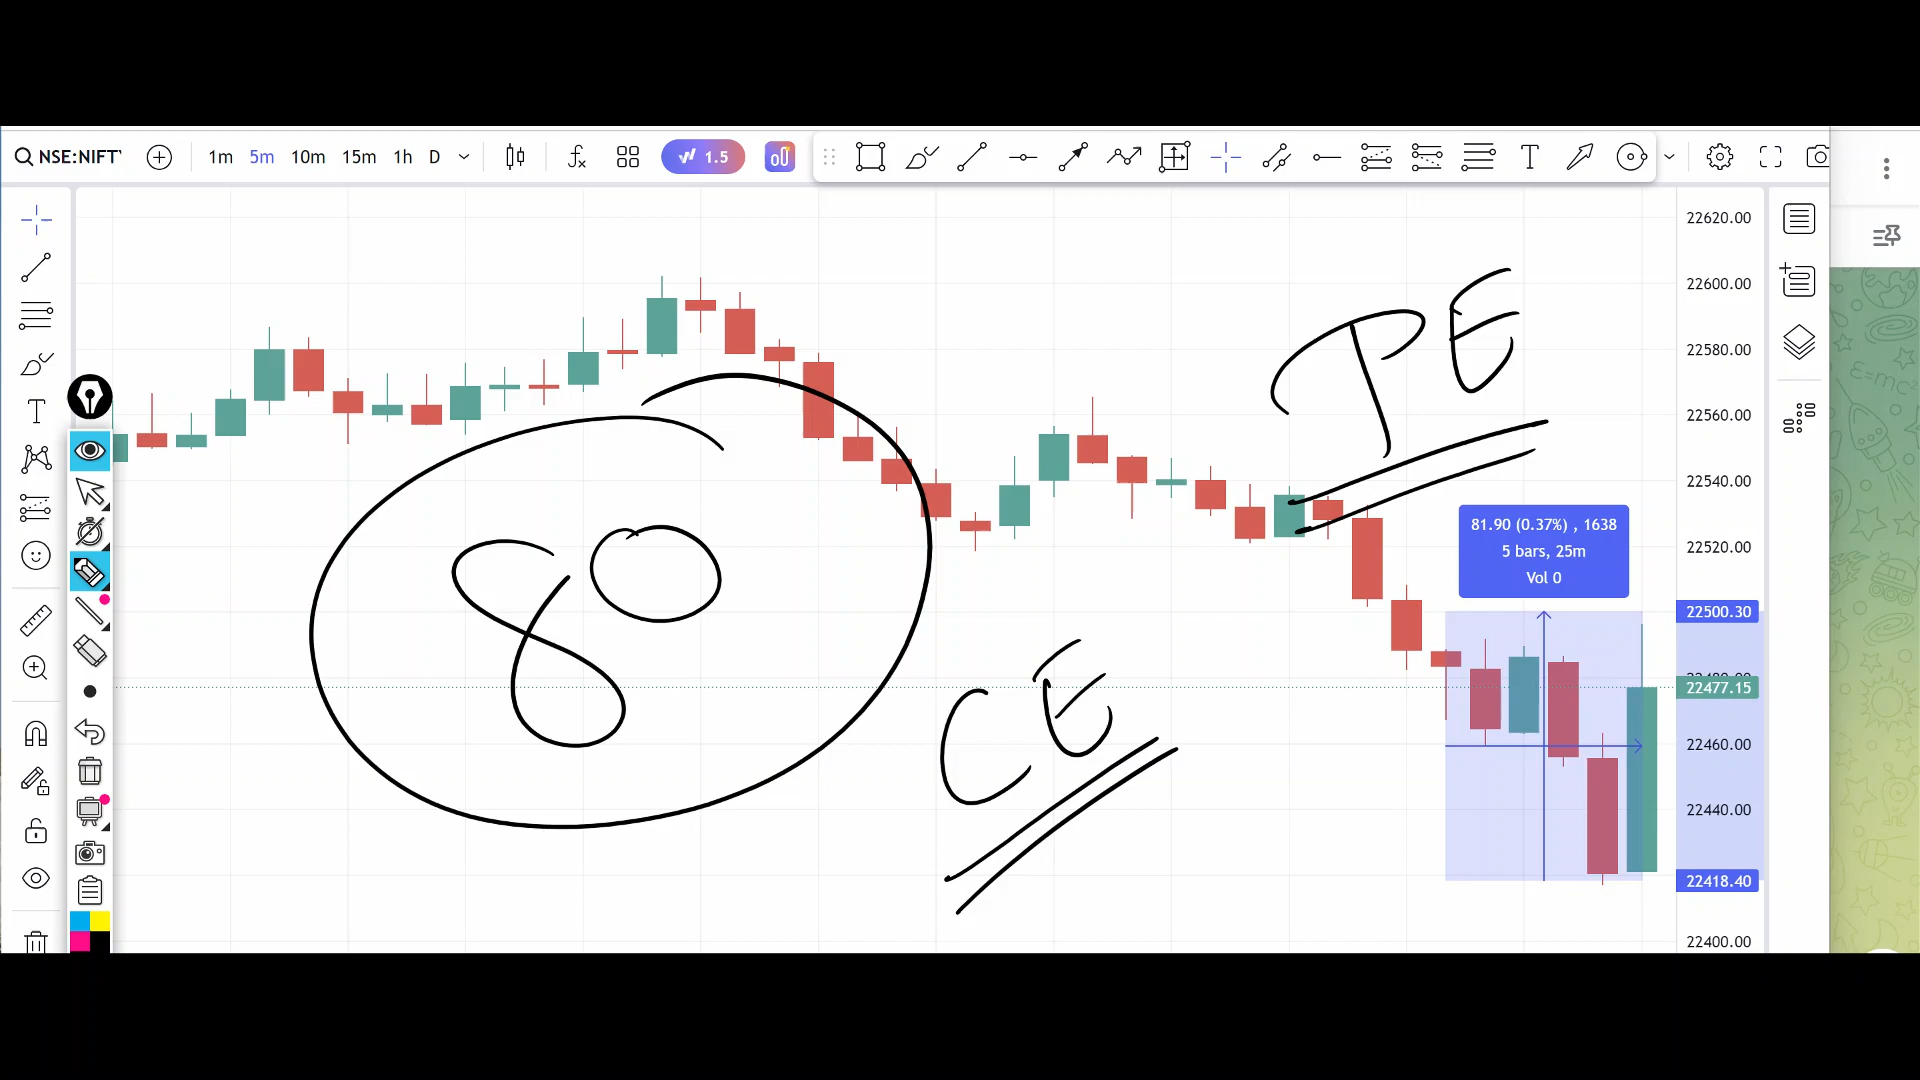 NSE:NIFTY
1m 5m 10m 15m 1h D
1.5
22620.00
22600.00
22580.00
22560.00
22540.00
22520.00
22500.30
22477.15
22460.00
22440.00
22418.40
22400.00
PE
81.90 (0.37%) , 1638
5 bars, 25m
Vol 0
80
CE